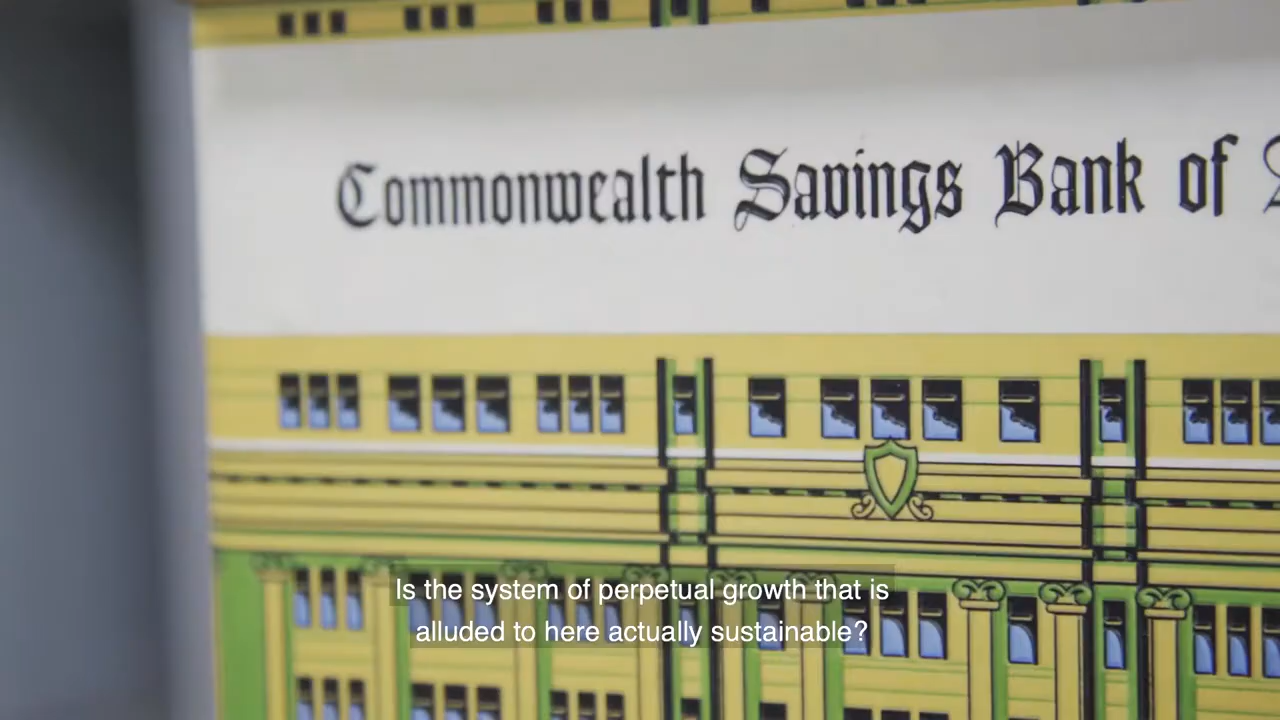 Commonwealth Savings Bank of
Is the system of perpetual growth that is
alluded to here actually sustainable?